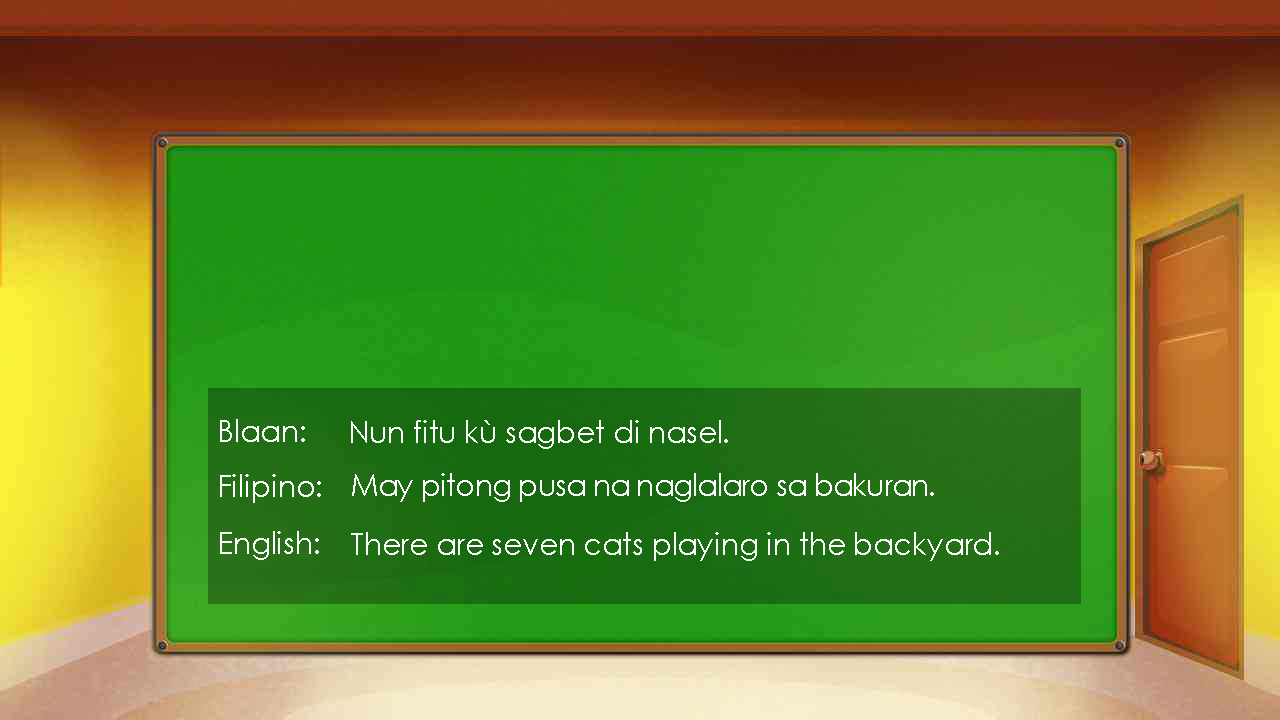 Blaan: Nun fitu kù sagbet di nasel.
Filipino: May pitong pusa na naglalaro sa bakuran.
English: There are seven cats playing in the backyard.